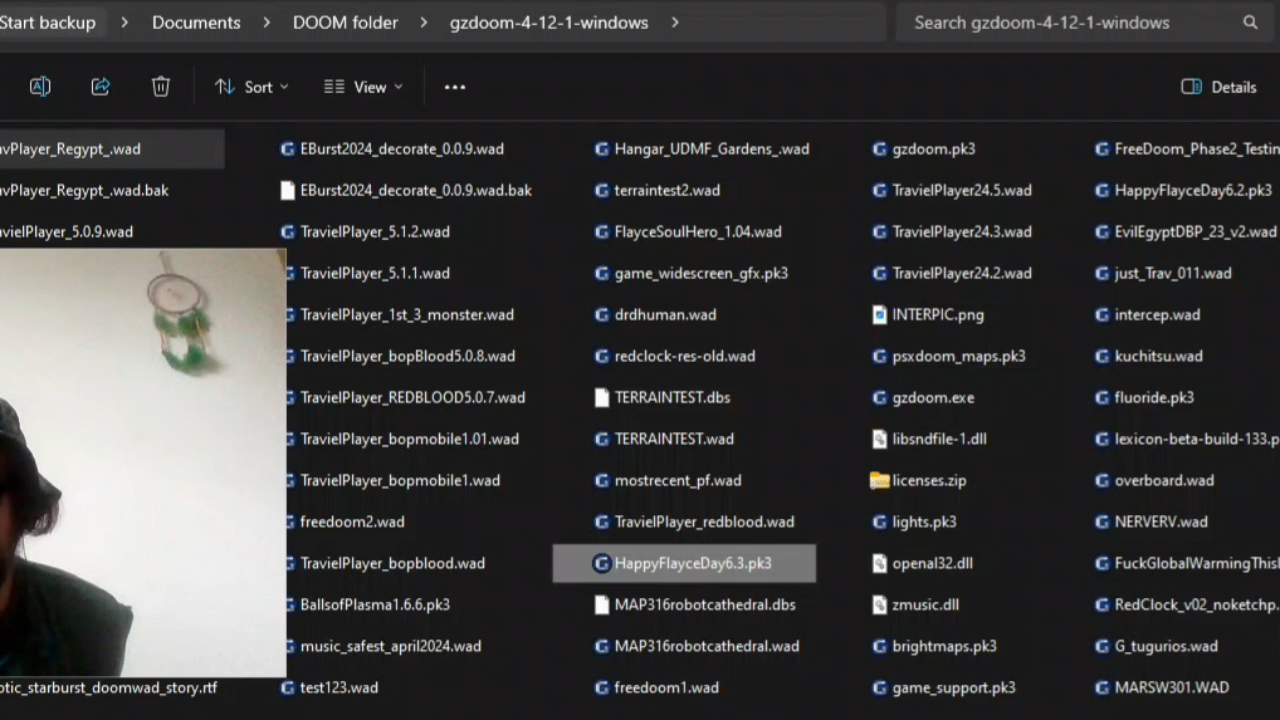 Start backup > Documents > DOOM folder > gzdoom-4-12-1-windows >
Search gzdoom-4-12-1-windows
Sort
View
Details
avPlayer_Regypt_.wad
avPlayer_Regypt_.wad.bak
avielPlayer_5.0.9.wad
otic_starburst_doomwad_story.rtf
EBurst2024_decorate_0.0.9.wad
EBurst2024_decorate_0.0.9.wad.bak
TravielPlayer_5.1.2.wad
TravielPlayer_5.1.1.wad
TravielPlayer_1st_3_monster.wad
TravielPlayer_bopBlood5.0.8.wad
TravielPlayer_REDBLOOD5.0.7.wad
TravielPlayer_bopmobile1.01.wad
TravielPlayer_bopmobile1.wad
freedoom2.wad
TravielPlayer_bopblood.wad
BallsofPlasma1.6.6.pk3
music_safest_april2024.wad
test123.wad
Hangar_UDMF_Gardens_.wad
terraintest2.wad
FlayceSoulHero_1.04.wad
game_widescreen_gfx.pk3
drdhuman.wad
redclock-res-old.wad
TERRAINTEST.dbs
TERRAINTEST.wad
mostrecent_pf.wad
TravielPlayer_redblood.wad
HappyFlayceDay6.3.pk3
MAP316robotcathedral.dbs
MAP316robotcathedral.wad
freedoom1.wad
gzdoom.pk3
TravielPlayer24.5.wad
TravielPlayer24.3.wad
TravielPlayer24.2.wad
INTERPIC.png
psxdoom_maps.pk3
gzdoom.exe
libsndfile-1.dll
licenses.zip
lights.pk3
openal32.dll
zmusic.dll
brightmaps.pk3
game_support.pk3
FreeDoom_Phase2_Testin
HappyFlayceDay6.2.pk3
EvilEgyptDBP_23_v2.wad
just_Trav_011.wad
intercep.wad
kuchitsu.wad
fluoride.pk3
lexicon-beta-build-133.p
overboard.wad
NERVERV.wad
FuckGlobalWarmingThisI
RedClock_v02_noketchp.
G_tugurios.wad
MARSW301.WAD